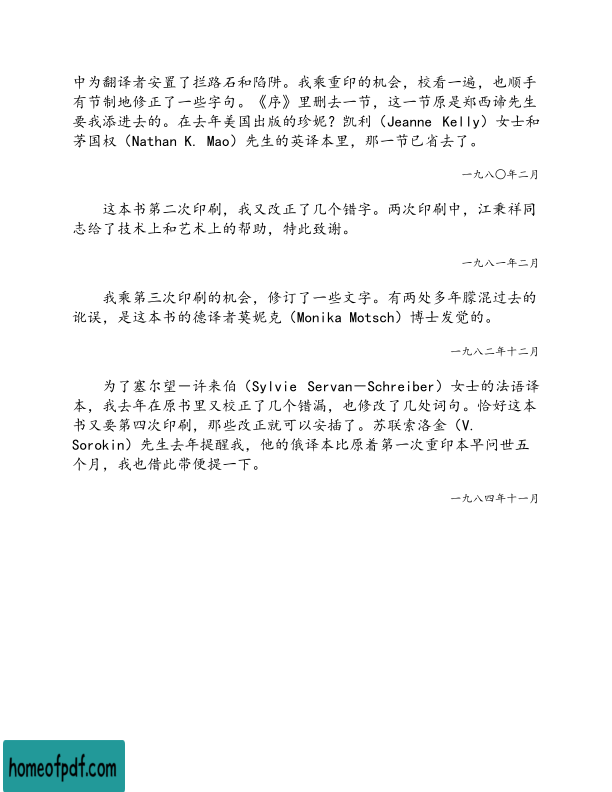 中为翻译者安置了拦路石和陷阱。我乘重印的机会，校看一遍，也顺手
有节制地修正了一些字句。《序》里删去一节，这一节原是郑西谛先生
要我添进去的。在去年美国出版的珍妮？凯利（Jeanne Kelly）女士和
茅国权（Nathan K. Mao）先生的英译本里，那一节已省去了。
一九八〇年二月
这本书第二次印刷，我又改正了几个错字。两次印刷中，江秉祥同
志给了技术上和艺术上的帮助，特此致谢。
一九八一年二月
我乘第三次印刷的机会，修订了一些文字。有两处多年朦混过去的
讹误，是这本书的德译者莫妮克（Monika Motsch）博士发觉的。
一九八二年十二月
为了塞尔望－许来伯（Sylvie Servan－Schreiber）女士的法语译
本，我去年在原书里又校正了几个错漏，也修改了几处词句。恰好这本
书又要第四次印刷，那些改正就可以安插了。苏联索洛金（V.
Sorokin）先生去年提醒我，他的俄译本比原着第一次重印本早问世五
个月，我也借此带便提一下。
一九八四年十一月
homeofpdf.com